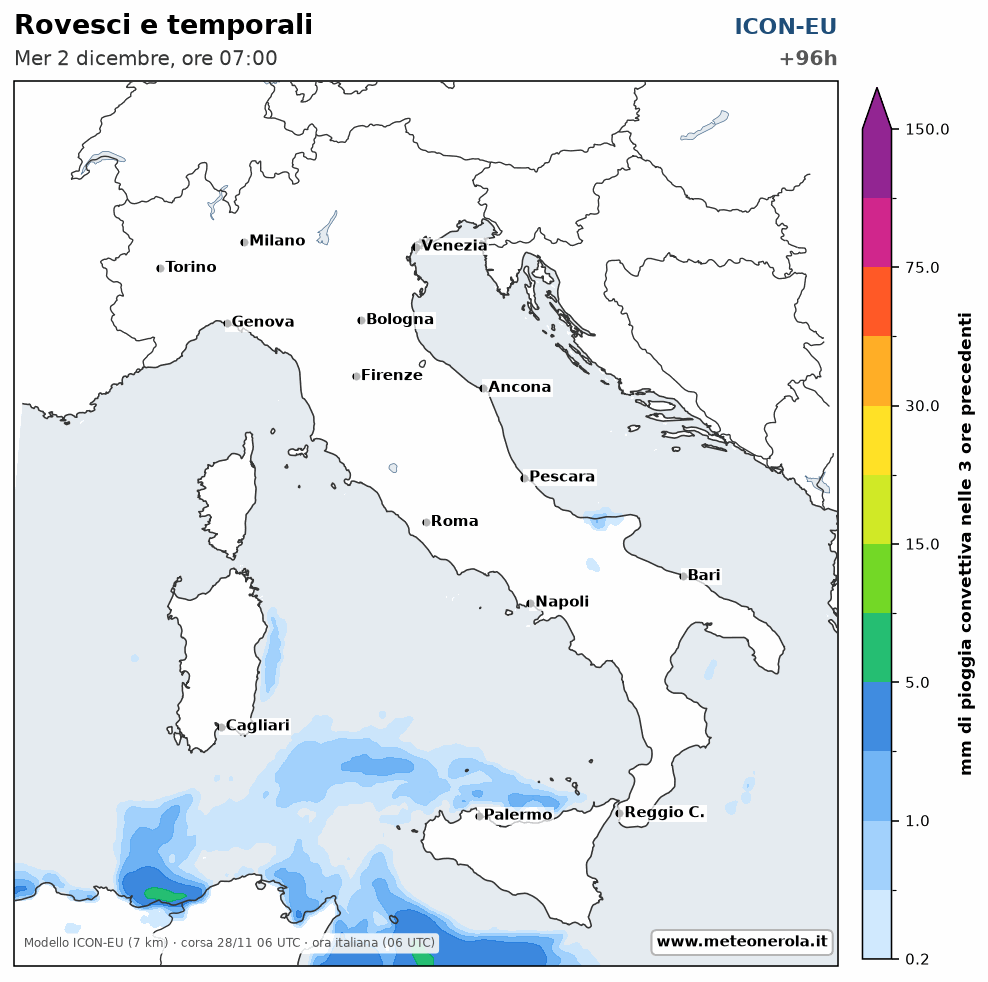 Rovesci e temporali
ICON-EU
Mer 2 dicembre, ore 07:00
+96h
150.0
75.0
30.0
15.0
5.0
1.0
0.2
mm di pioggia convettiva nelle 3 ore precedenti
Milano
Venezia
Torino
Genova
Bologna
Firenze
Ancona
Pescara
Roma
Bari
Napoli
Cagliari
Palermo
Reggio C.
Modello ICON-EU (7 km) · corsa 28/11 06 UTC · ora italiana (06 UTC)
www.meteonerola.it